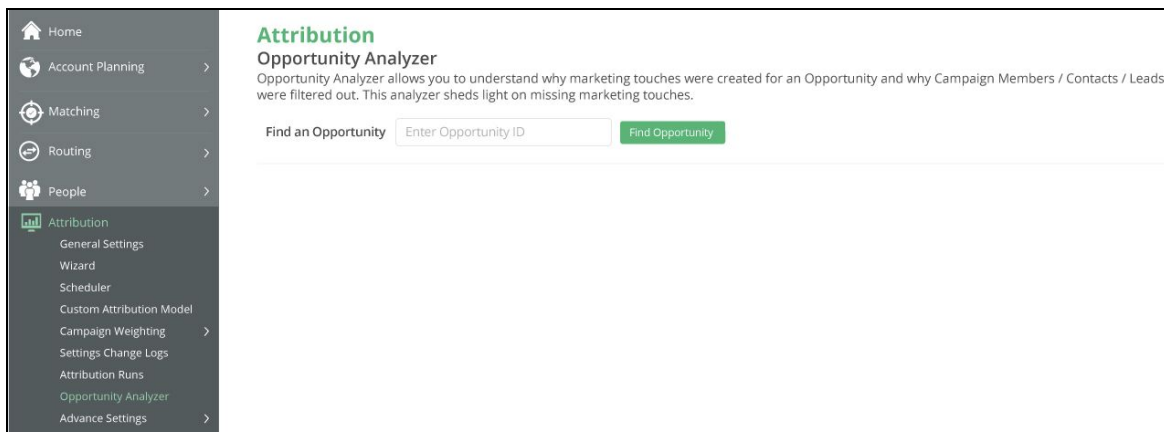 Home
Account Planning
Matching
Routing
People
Attribution
General Settings
Wizard
Scheduler
Custom Attribution Model
Campaign Weighting
Settings Change Logs
Attribution Runs
Opportunity Analyzer
Advance Settings
Attribution
Opportunity Analyzer
Opportunity Analyzer allows you to understand why marketing touches were created for an Opportunity and why Campaign Members / Contacts / Leads
were filtered out. This analyzer sheds light on missing marketing touches.
Find an Opportunity Enter Opportunity ID Find Opportunity